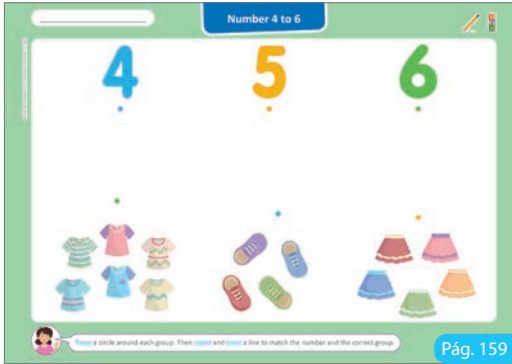 Number 4 to 6
4 5 6
Trace a circle around each group. Then count and trace a line to match the number and the correct group.
Pág. 159